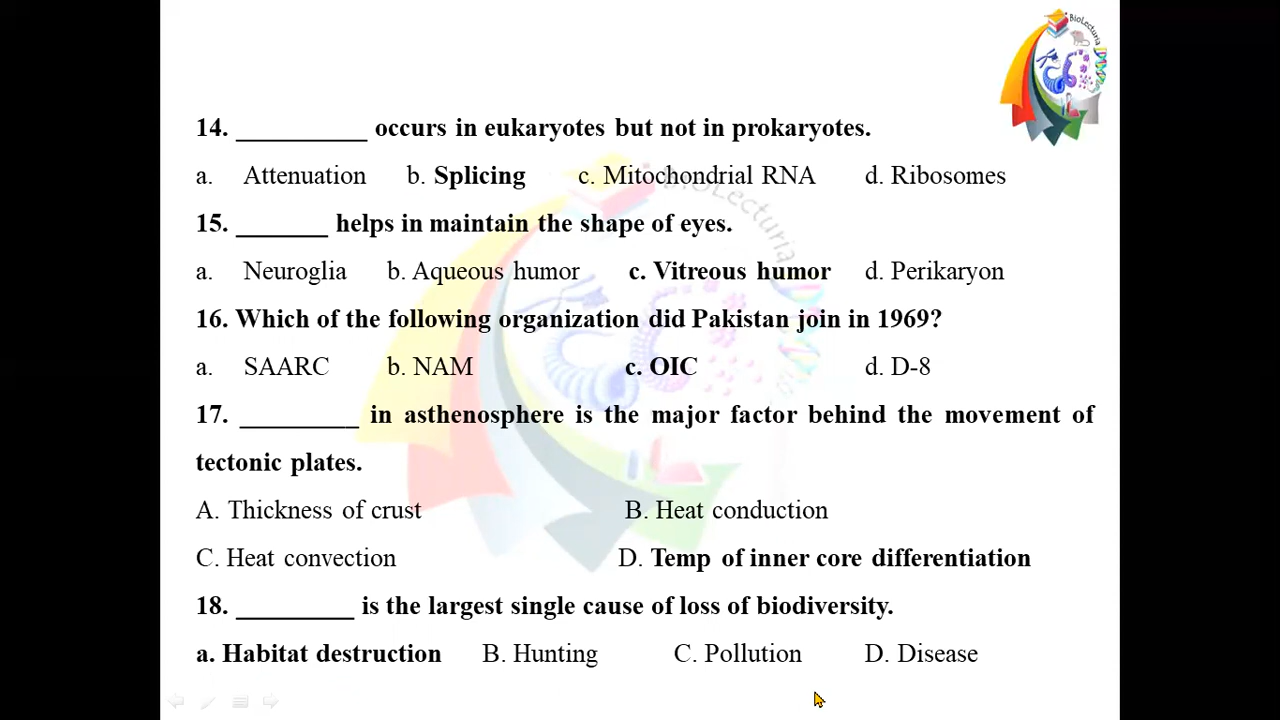 BioLecturia
14. __________ occurs in eukaryotes but not in prokaryotes.
a. Attenuation b. Splicing c. Mitochondrial RNA d. Ribosomes
15. _______ helps in maintain the shape of eyes.
a. Neuroglia b. Aqueous humor c. Vitreous humor d. Perikaryon
16. Which of the following organization did Pakistan join in 1969?
a. SAARC b. NAM c. OIC d. D-8
17. _________ in asthenosphere is the major factor behind the movement of
tectonic plates.
A. Thickness of crust B. Heat conduction
C. Heat convection D. Temp of inner core differentiation
18. _________ is the largest single cause of loss of biodiversity.
a. Habitat destruction B. Hunting C. Pollution D. Disease
BioLecturia